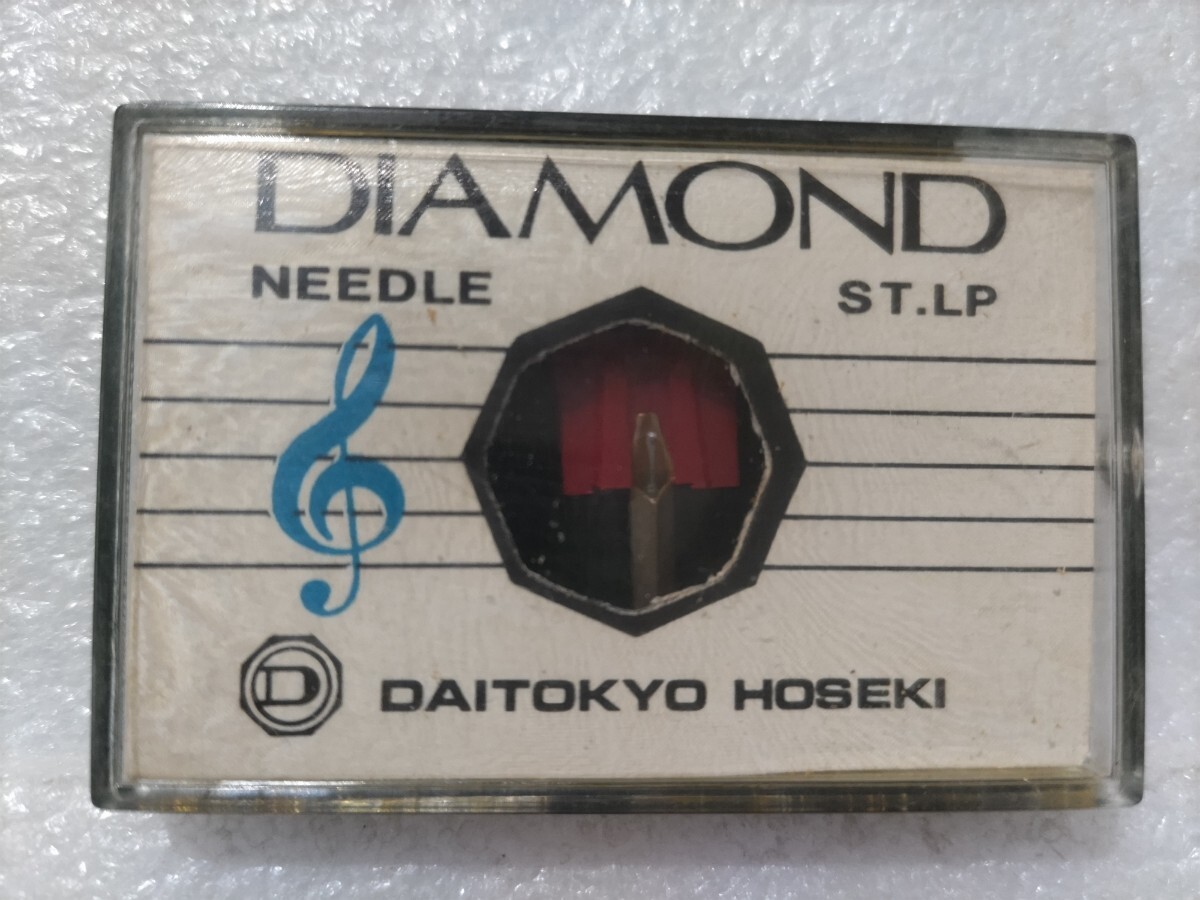 DIAMOND
NEEDLE ST.LP
D DAITOKYO HOSEKI